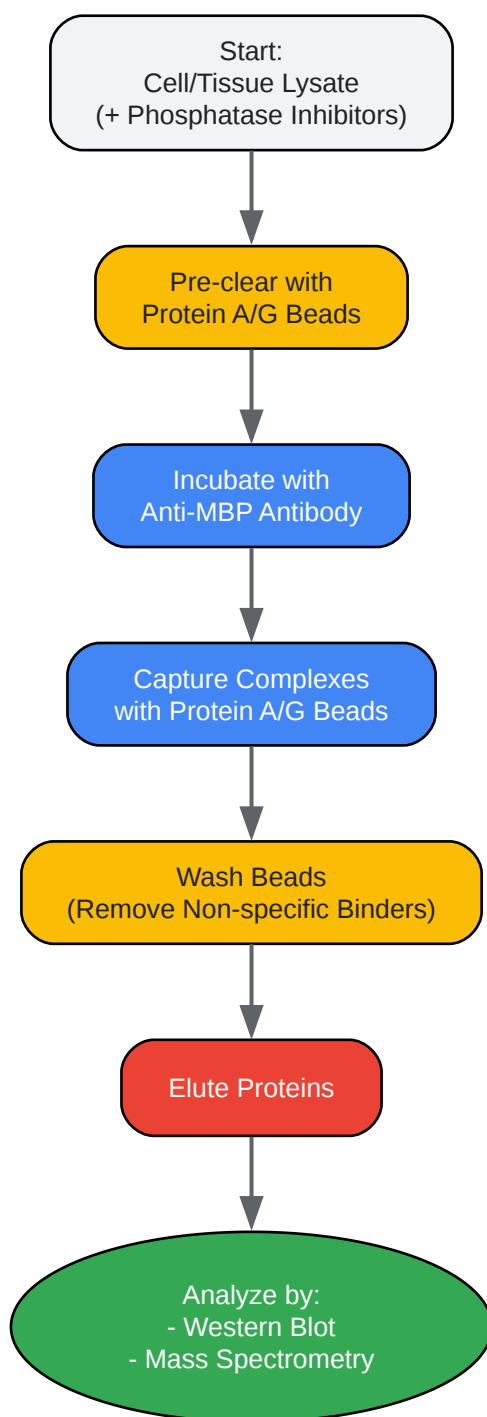 Start:
Cell/Tissue Lysate
(+ Phosphatase Inhibitors)
Pre-clear with
Protein A/G Beads
Incubate with
Anti-MBP Antibody
Capture Complexes
with Protein A/G Beads
Wash Beads
(Remove Non-specific Binders)
Elute Proteins
Analyze by:
- Western Blot
- Mass Spectrometry